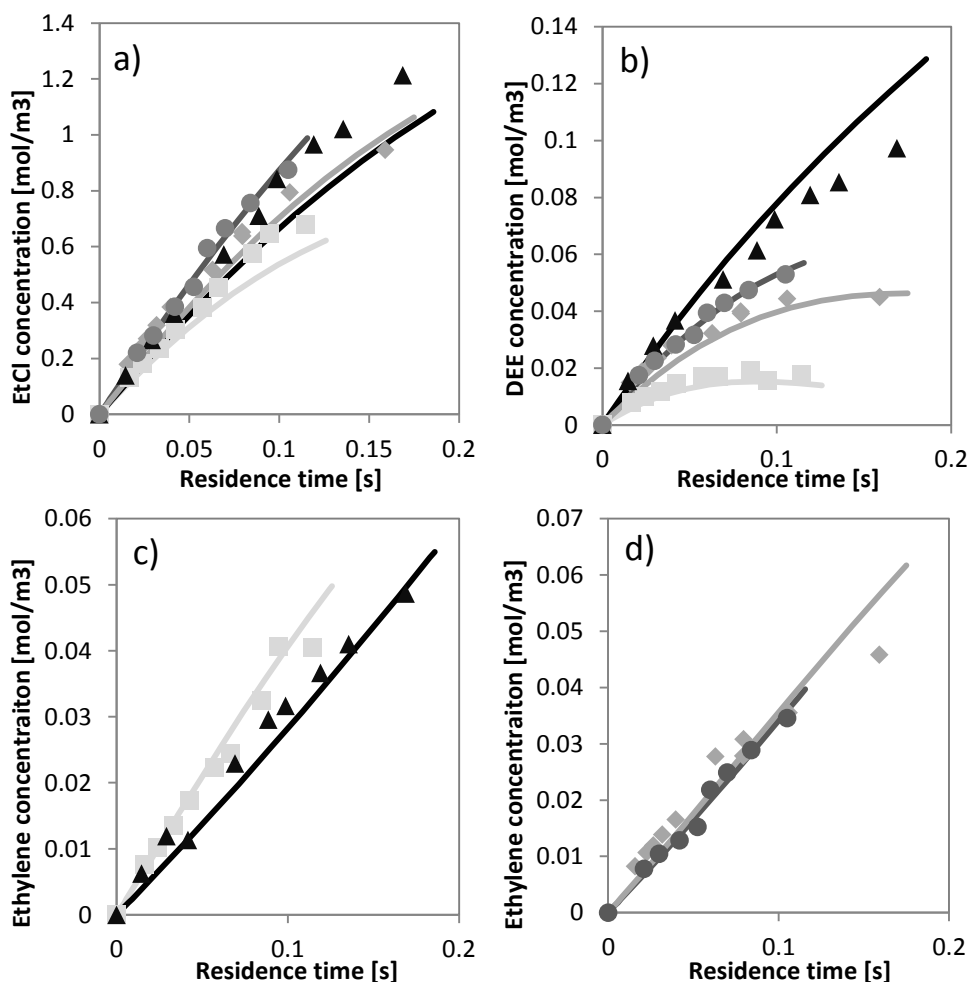 a)
EtCl concentration [mol/m3]
1.4
1.2
1
0.8
0.6
0.4
0.2
0
0 0.05 0.1 0.15 0.2
Residence time [s]
b)
DEE concentration [mol/m3]
0.14
0.12
0.1
0.08
0.06
0.04
0.02
0
0 0.1 0.2
Residence time [s]
c)
Ethylene concentration [mol/m3]
0.06
0.05
0.04
0.03
0.02
0.01
0
0 0.1 0.2
Residence time [s]
d)
Ethylene concentraiton [mol/m3]
0.07
0.06
0.05
0.04
0.03
0.02
0.01
0
0 0.1 0.2
Residence time [s]